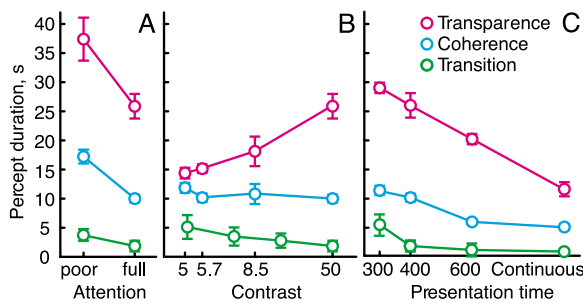 Percept duration, s
40
35
30
25
20
15
10
5
0
A
poor full
Attention
B
5 5.7 8.5 50
Contrast
C
Transparence
Coherence
Transition
300 400 600 Continuous
Presentation time